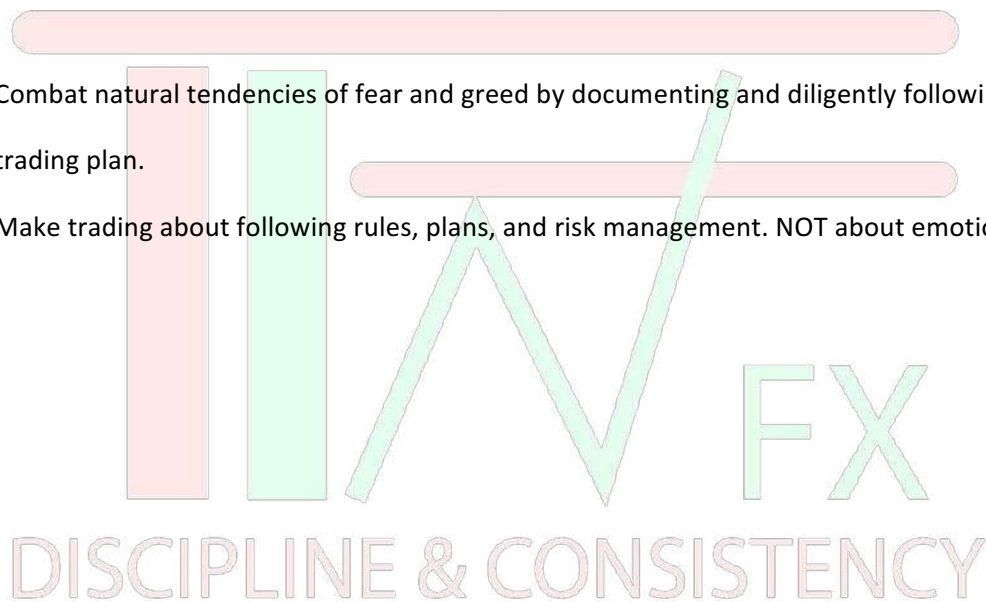 Combat natural tendencies of fear and greed by documenting and diligently followi
trading plan.
Make trading about following rules, plans, and risk management. NOT about emotio
FX
DISCIPLINE & CONSISTENCY